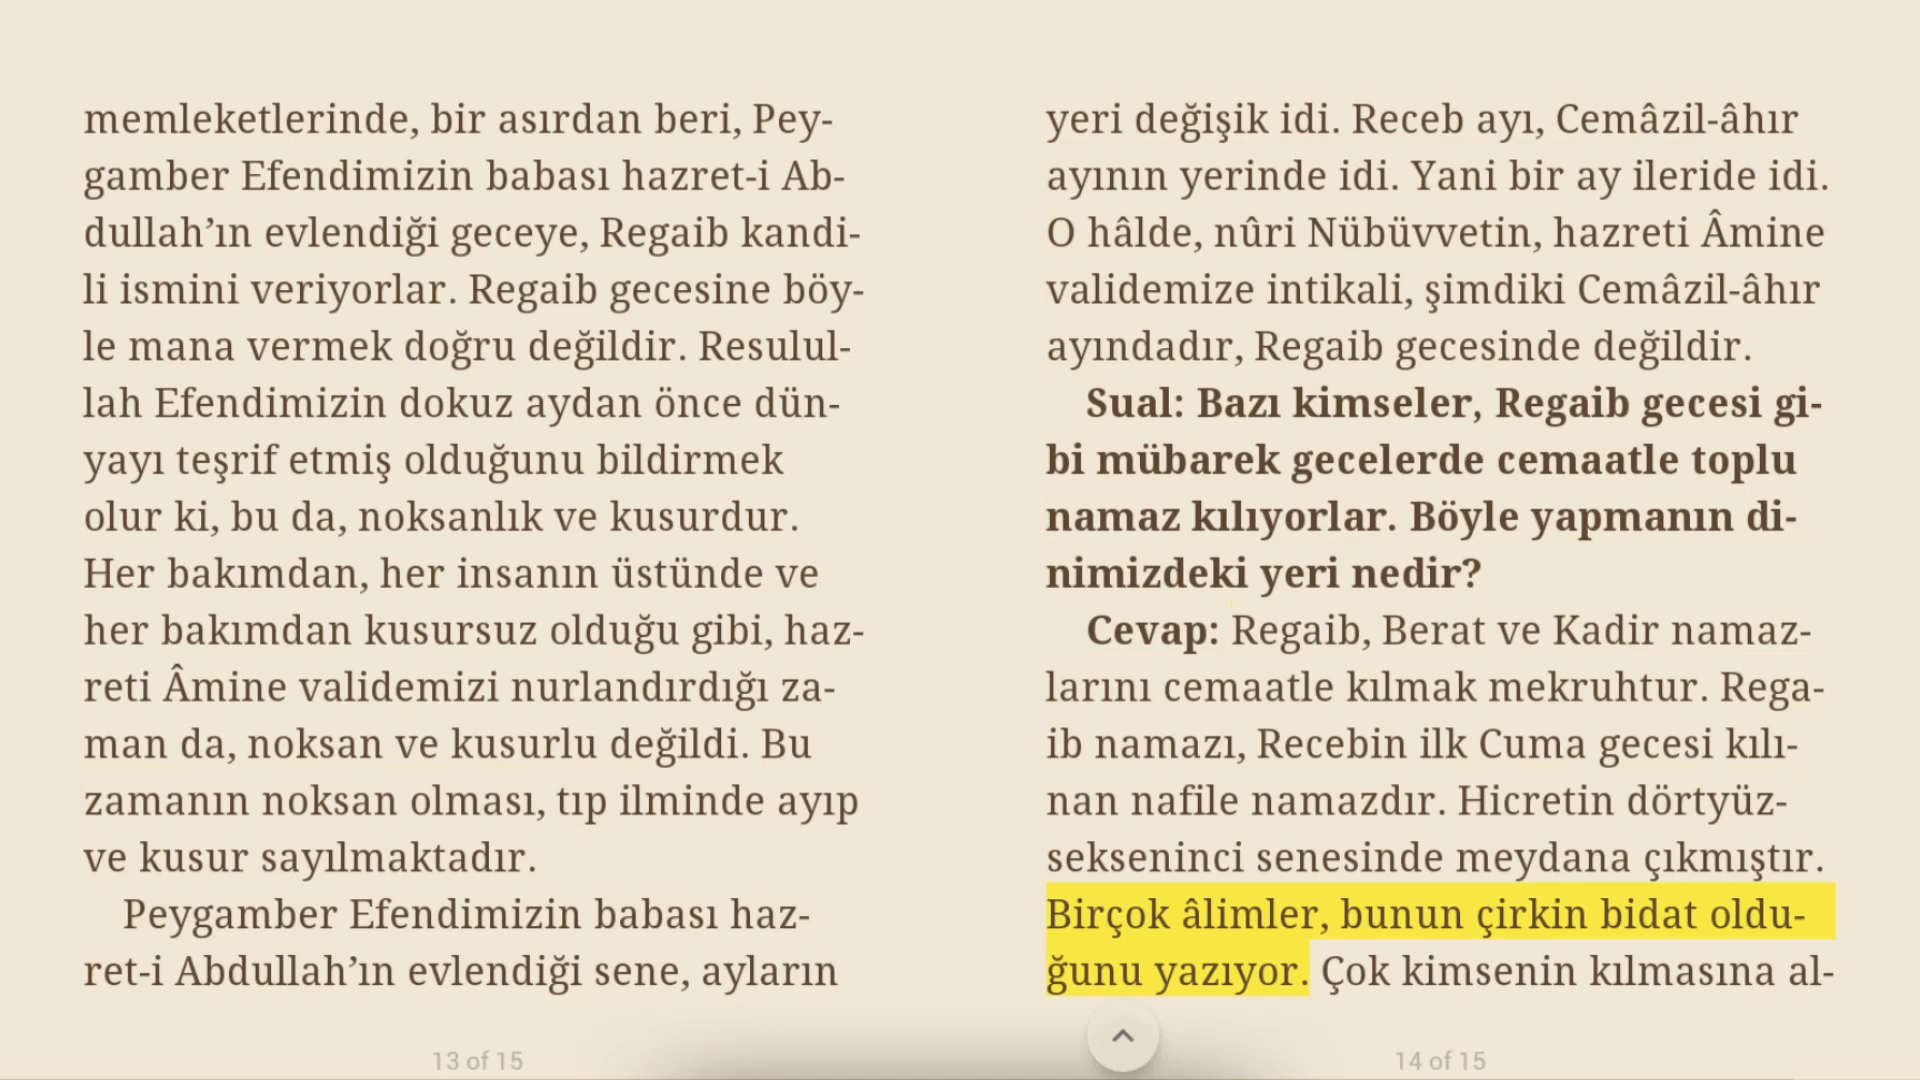 memleketlerinde, bir asırdan beri, Pey-
gamber Efendimizin babası hazret-i Ab-
dullah’ın evlendiği geceye, Regaib kandi-
li ismini veriyorlar. Regaib gecesine böy-
le mana vermek doğru değildir. Resulul-
lah Efendimizin dokuz aydan önce dün-
yayı teşrif etmiş olduğunu bildirmek
olur ki, bu da, noksanlık ve kusurdur.
Her bakımdan, her insanın üstünde ve
her bakımdan kusursuz olduğu gibi, haz-
reti Âmine validemizi nurlandırdığı za-
man da, noksan ve kusurlu değildi. Bu
zamanın noksan olması, tıp ilminde ayıp
ve kusur sayılmaktadır.
Peygamber Efendimizin babası haz-
ret-i Abdullah’ın evlendiği sene, ayların
13 of 15
yeri değişik idi. Receb ayı, Cemâzil-âhır
ayının yerinde idi. Yani bir ay ileride idi.
O hâlde, nûri Nübüvvetin, hazreti Âmine
validemize intikali, şimdiki Cemâzil-âhır
ayındadır, Regaib gecesinde değildir.
Sual: Bazı kimseler, Regaib gecesi gi-
bi mübarek gecelerde cemaatle toplu
namaz kılıyorlar. Böyle yapmanın di-
nimizdeki yeri nedir?
Cevap: Regaib, Berat ve Kadir namaz-
larını cemaatle kılmak mekruhtur. Rega-
ib namazı, Recebin ilk Cuma gecesi kılı-
nan nafile namazdır. Hicretin dörtyüz-
sekseninci senesinde meydana çıkmıştır.
Birçok âlimler, bunun çirkin bidat oldu-
ğunu yazıyor. Çok kimsenin kılmasına al-
14 of 15